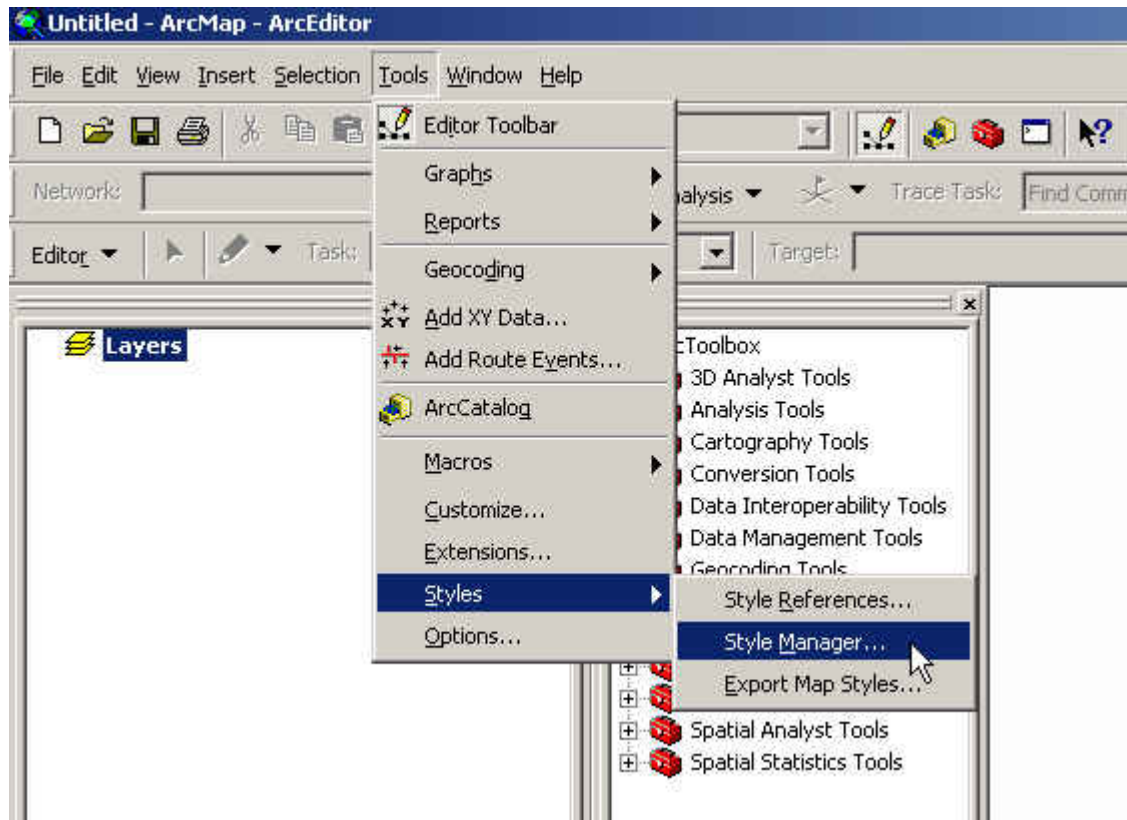 Untitled - ArcMap - ArcEditor
File Edit View Insert Selection Tools Window Help
Editor Toolbar
Graphs
Reports
Geocoding
Add XY Data...
Add Route Events...
ArcCatalog
Macros
Customize...
Extensions...
Styles
Options...
Network: alysis Trace Task: Find Comm
Editor Task: Target:
Layers
cToolbox
3D Analyst Tools
Analysis Tools
Cartography Tools
Conversion Tools
Data Interoperability Tools
Data Management Tools
Geocoding Tools
Style References...
Style Manager...
Export Map Styles...
Spatial Analyst Tools
Spatial Statistics Tools